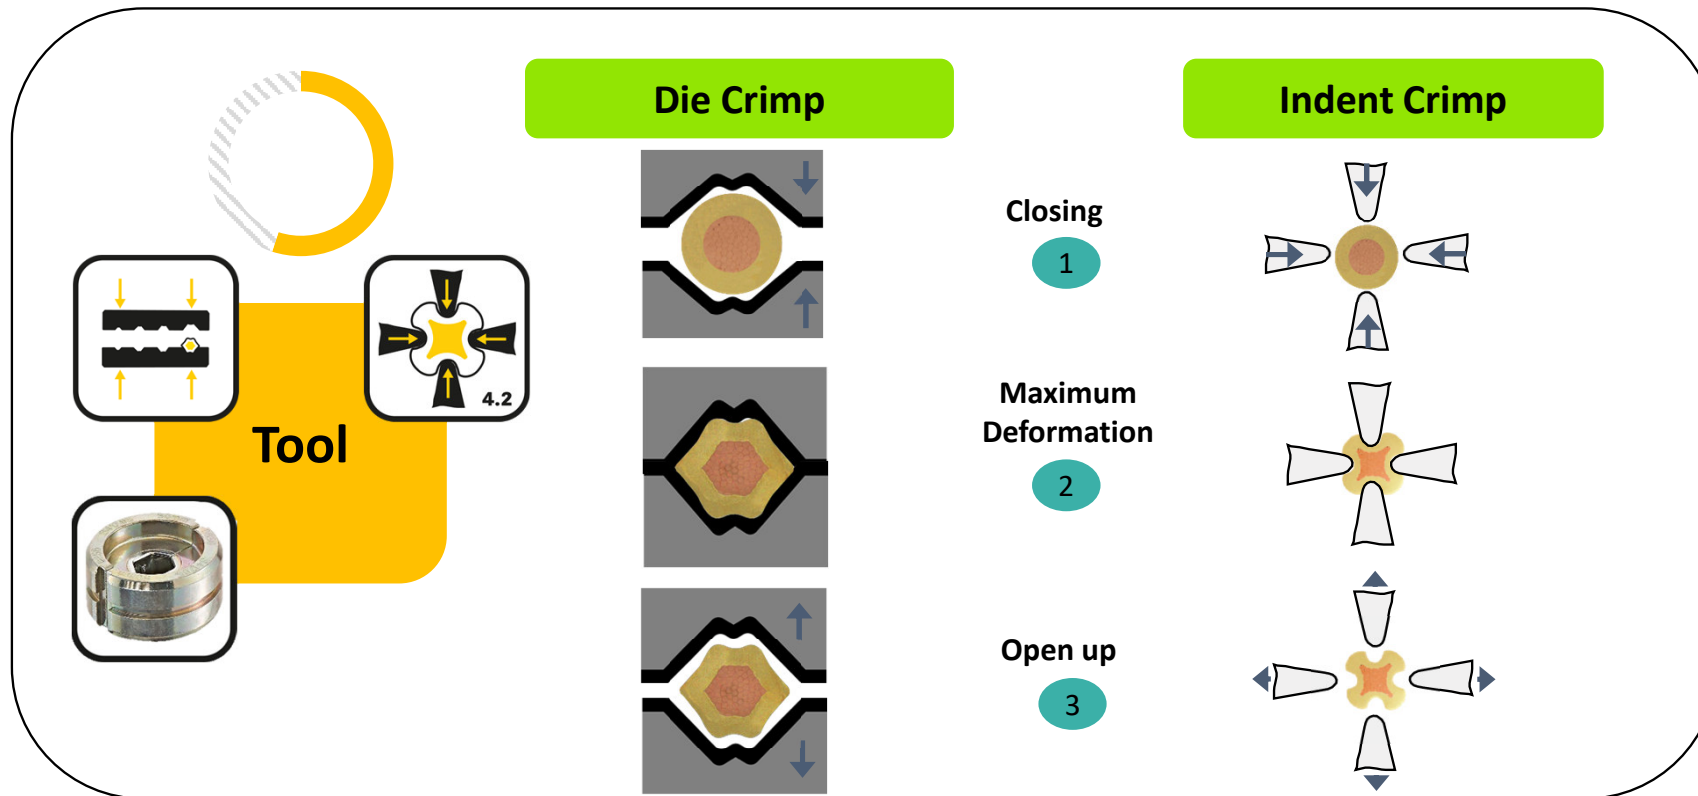 Die Crimp
Indent Crimp
Closing
1
4.2
Tool
Maximum
Deformation
2
Open up
3